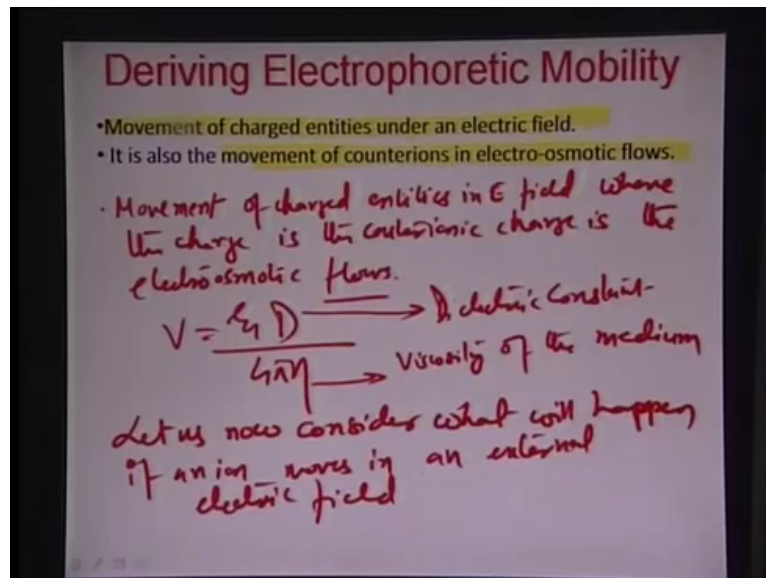 Deriving Electrophoretic Mobility
•Movement of charged entities under an electric field.
• It is also the movement of counterions in electro-osmotic flows.
· Movement of charged entities in E field where
the charge is the counterionic charge is the
electroosmotic flows.
V = ξ D → Dielectric Constant
4πη → Viscosity of the medium
Let us now consider what will happen
if an ion moves in an external
electric field